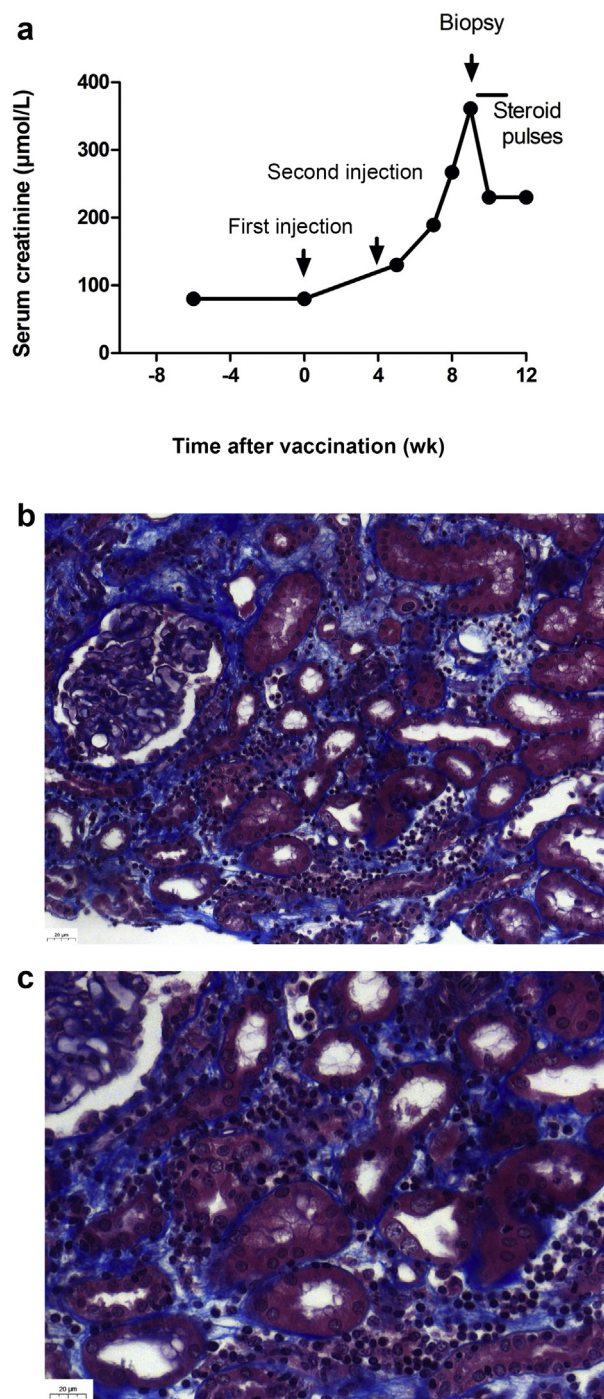 a
Biopsy
400
Steroid
pulses
300
Second injection
200
First injection
100
0
-8 -4 0 4 8 12
Serum creatinine (µmol/L)
Time after vaccination (wk)
b
20 µm
c
20 µm